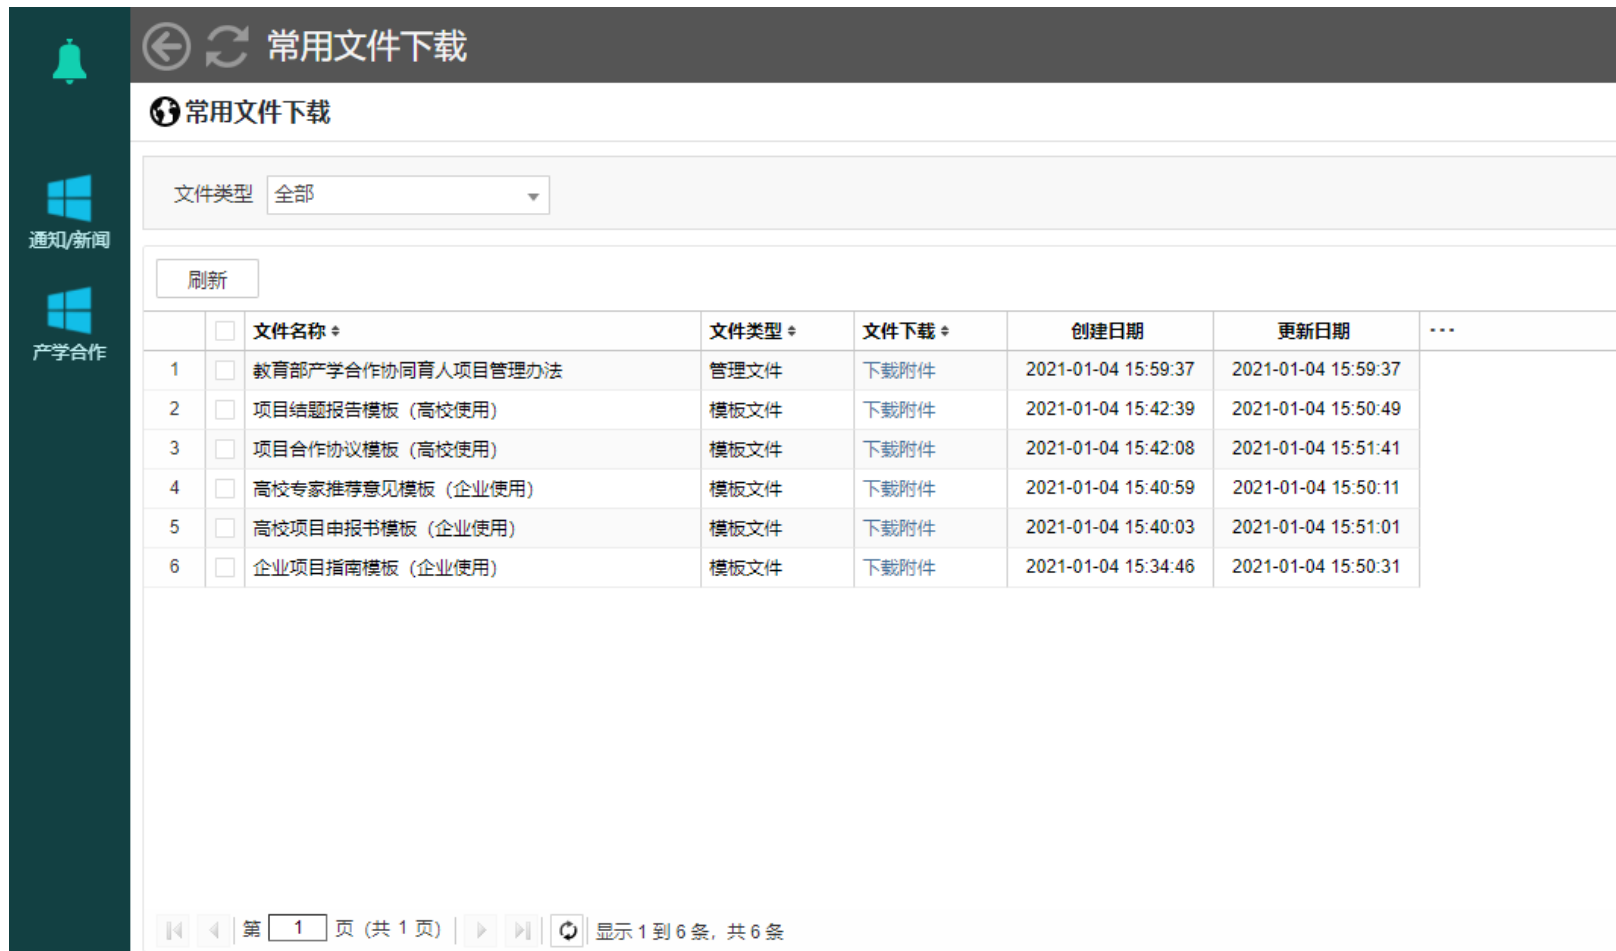 常用文件下载
常用文件下载
通知/新闻
产学合作
文件类型 全部
刷新
文件名称 文件类型 文件下载 创建日期 更新日期 ...
1 教育部产学合作协同育人项目管理办法 管理文件 下载附件 2021-01-04 15:59:37 2021-01-04 15:59:37
2 项目结题报告模板（高校使用） 模板文件 下载附件 2021-01-04 15:42:39 2021-01-04 15:50:49
3 项目合作协议模板（高校使用） 模板文件 下载附件 2021-01-04 15:42:08 2021-01-04 15:51:41
4 高校专家推荐意见模板（企业使用） 模板文件 下载附件 2021-01-04 15:40:59 2021-01-04 15:50:11
5 高校项目申报书模板（企业使用） 模板文件 下载附件 2021-01-04 15:40:03 2021-01-04 15:51:01
6 企业项目指南模板（企业使用） 模板文件 下载附件 2021-01-04 15:34:46 2021-01-04 15:50:31
第 1 页 (共 1 页) 显示 1 到 6 条，共 6 条